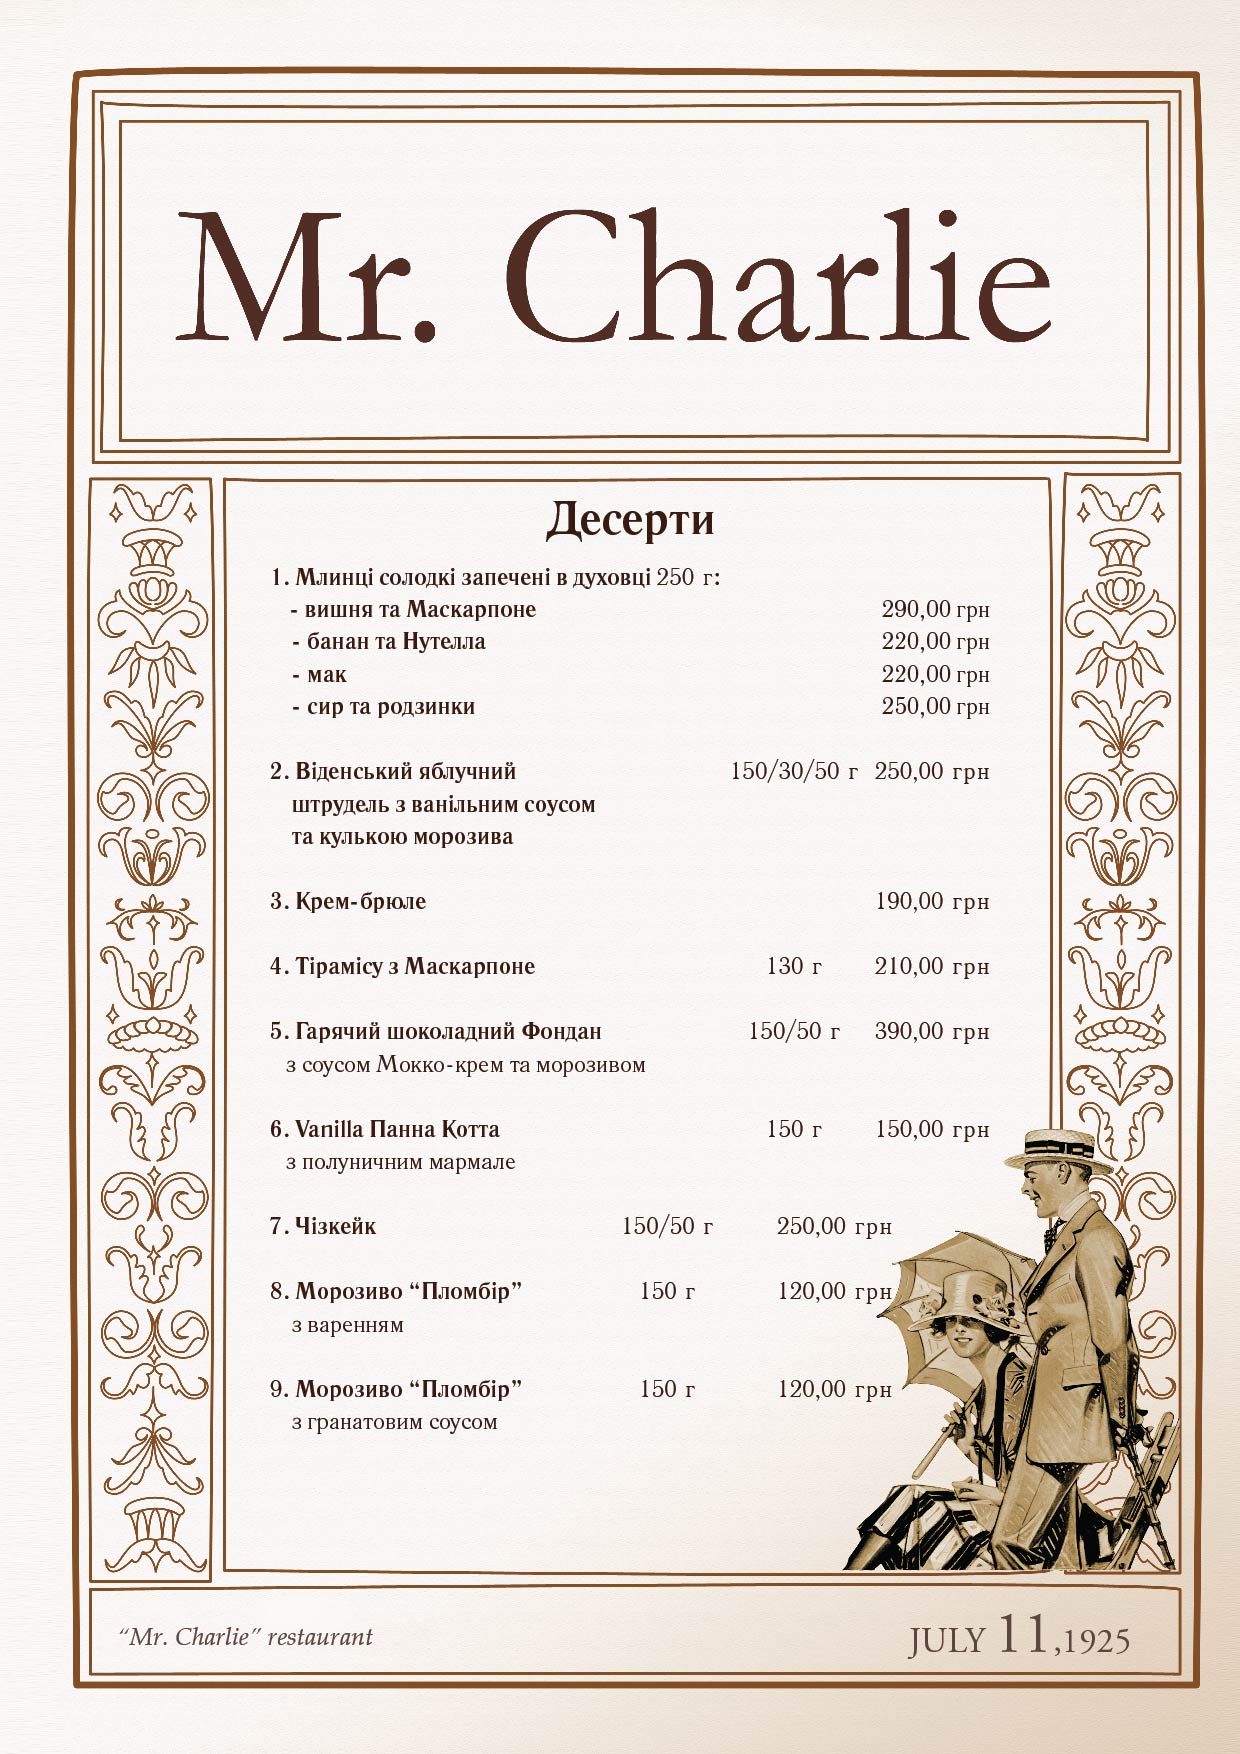 Mr. Charlie
Десерти
1. Млинці солодкі запечені в духовці 250 г:
- вишня та Маскарпоне 290,00 грн
- банан та Нутелла 220,00 грн
- мак 220,00 грн
- сир та родзинки 250,00 грн
2. Віденський яблучний 150/30/50 г 250,00 грн
штрудель з ванільним соусом
та кулькою морозива
3. Крем-брюле 190,00 грн
4. Тірамісу з Маскарпоне 130 г 210,00 грн
5. Гарячий шоколадний Фондан 150/50 г 390,00 грн
з соусом Мокко-крем та морозивом
6. Vanilla Панна Котта 150 г 150,00 грн
з полуничним мармале
7. Чізкейк 150/50 г 250,00 грн
8. Морозиво “Пломбір” 150 г 120,00 грн
з варенням
9. Морозиво “Пломбір” 150 г 120,00 грн
з гранатовим соусом
“Mr. Charlie” restaurant JULY 11,1925